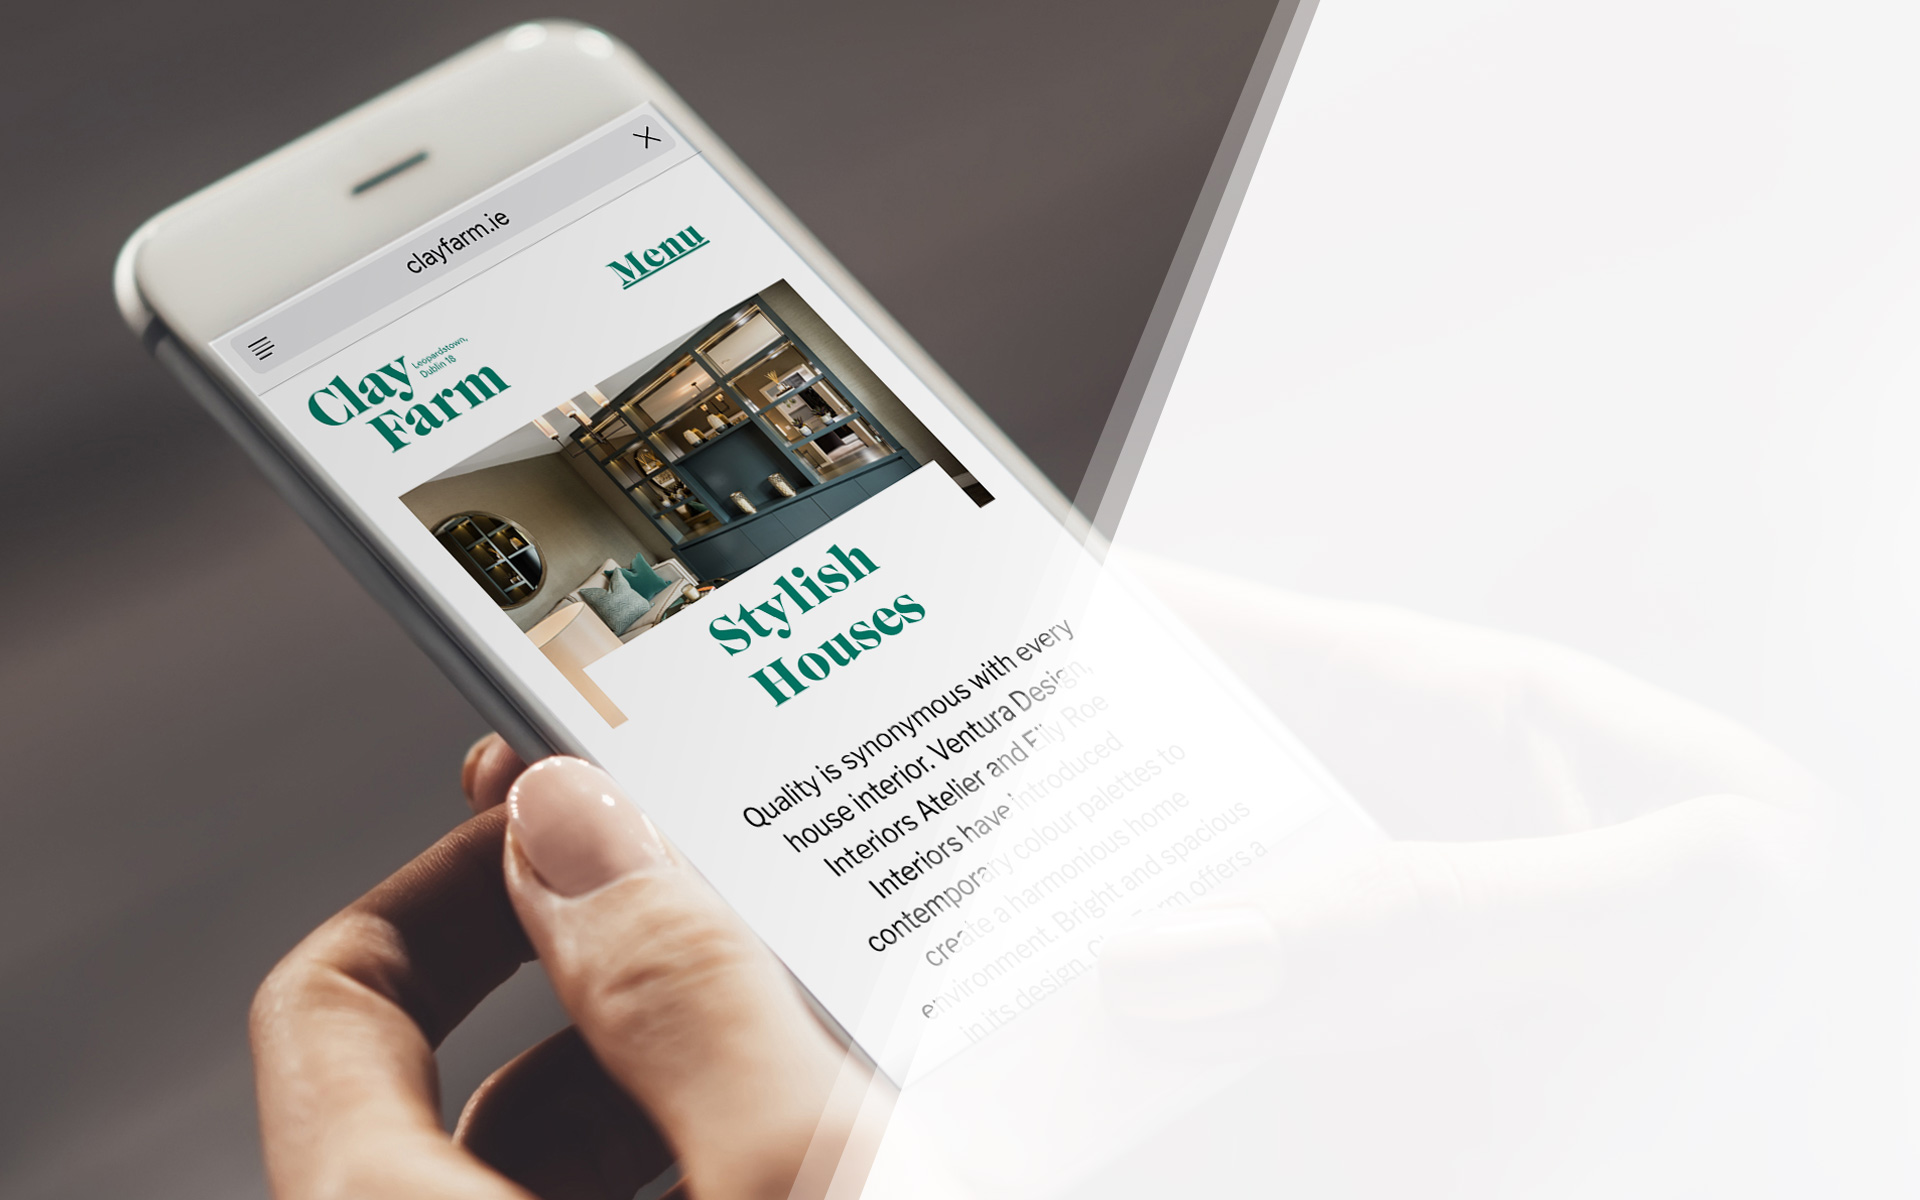 clayfarm.ie
Menu
Clay
Leopardstown,
Dublin 18
Farm
Stylish
Houses
Quality is synonymous with every
house interior. Ventura Design,
Interiors Atelier and Elly Roe
Interiors have introduced
contemporary colour palettes to
create a harmonious home
environment. Bright and spacious
in its design, Farm offers a